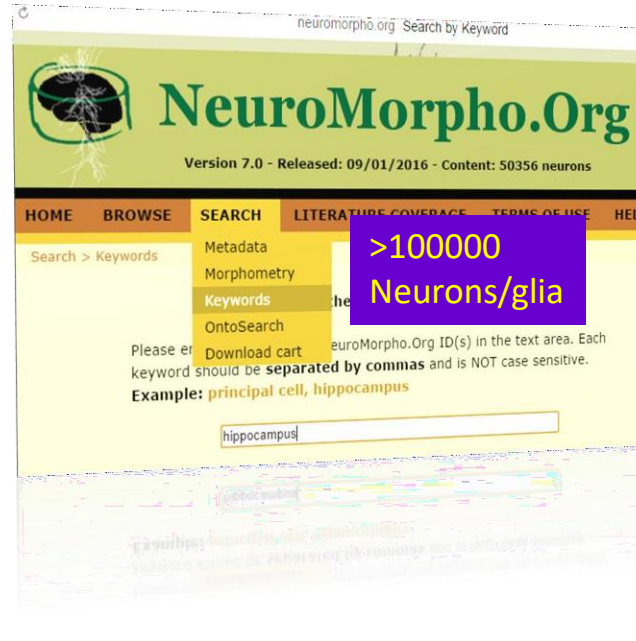 neuromorpho.org Search by Keyword
NeuroMorpho.Org
Version 7.0 - Released: 09/01/2016 - Content: 50356 neurons
HOME BROWSE SEARCH LITERATURE COVERAGE TERMS OF USE
Search > Keywords
Metadata
Morphometry
Keywords
OntoSearch
Download cart
>100000
Neurons/glia
Please
NeuroMorpho.Org ID(s) in the text area. Each
keyword should be separated by commas and is NOT case sensitive.
Example: principal cell, hippocampus
hippocampus